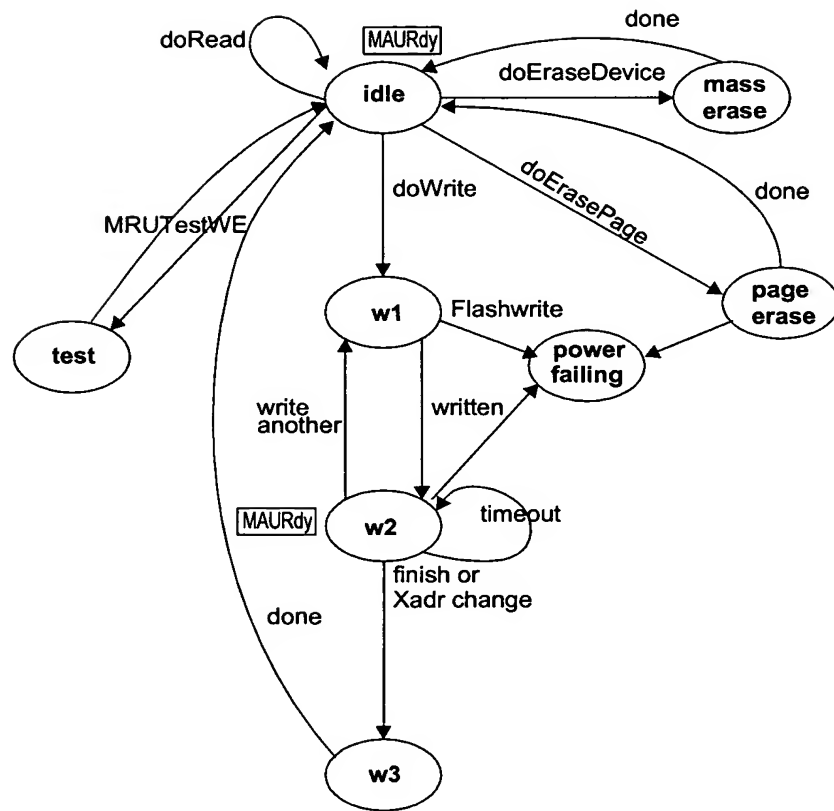 done
doRead
MAURdy
doEraseDevice
idle
mass
erase
doErasePage
doWrite
done
MRUTestWE
w1
Flashwrite
page
erase
test
power
failing
write
another
written
MAURdy
w2
timeout
finish or
Xadr change
done
w3